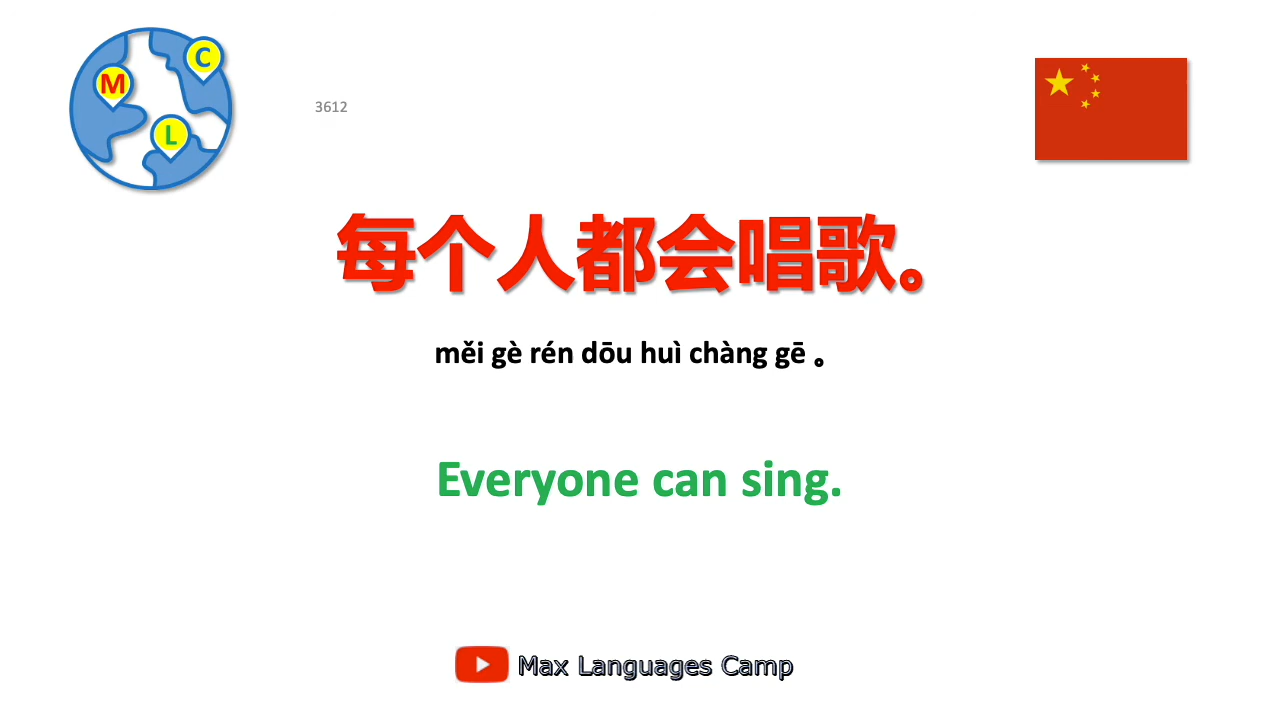 M
C
L
3612
每个人都会唱歌。
měi gè rén dōu huì chàng gē 。
Everyone can sing.
Max Languages Camp